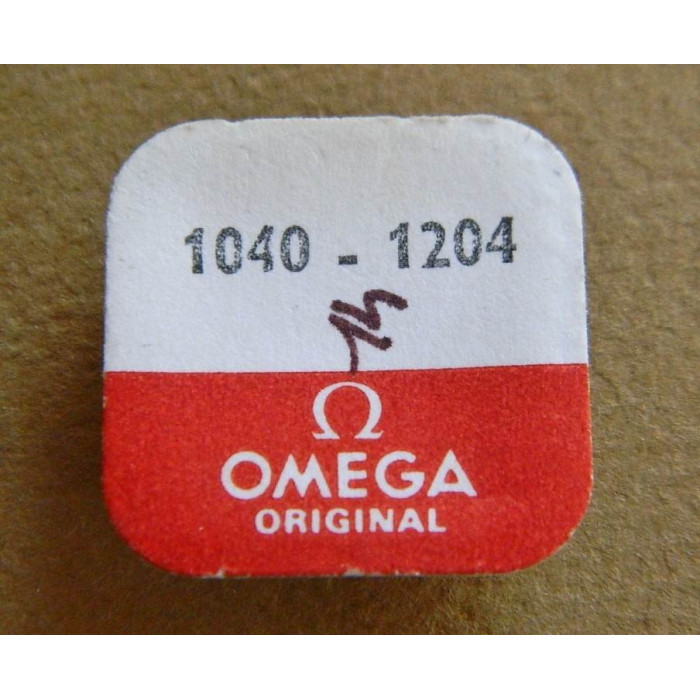 1040 - 1204
Ω
OMEGA
ORIGINAL